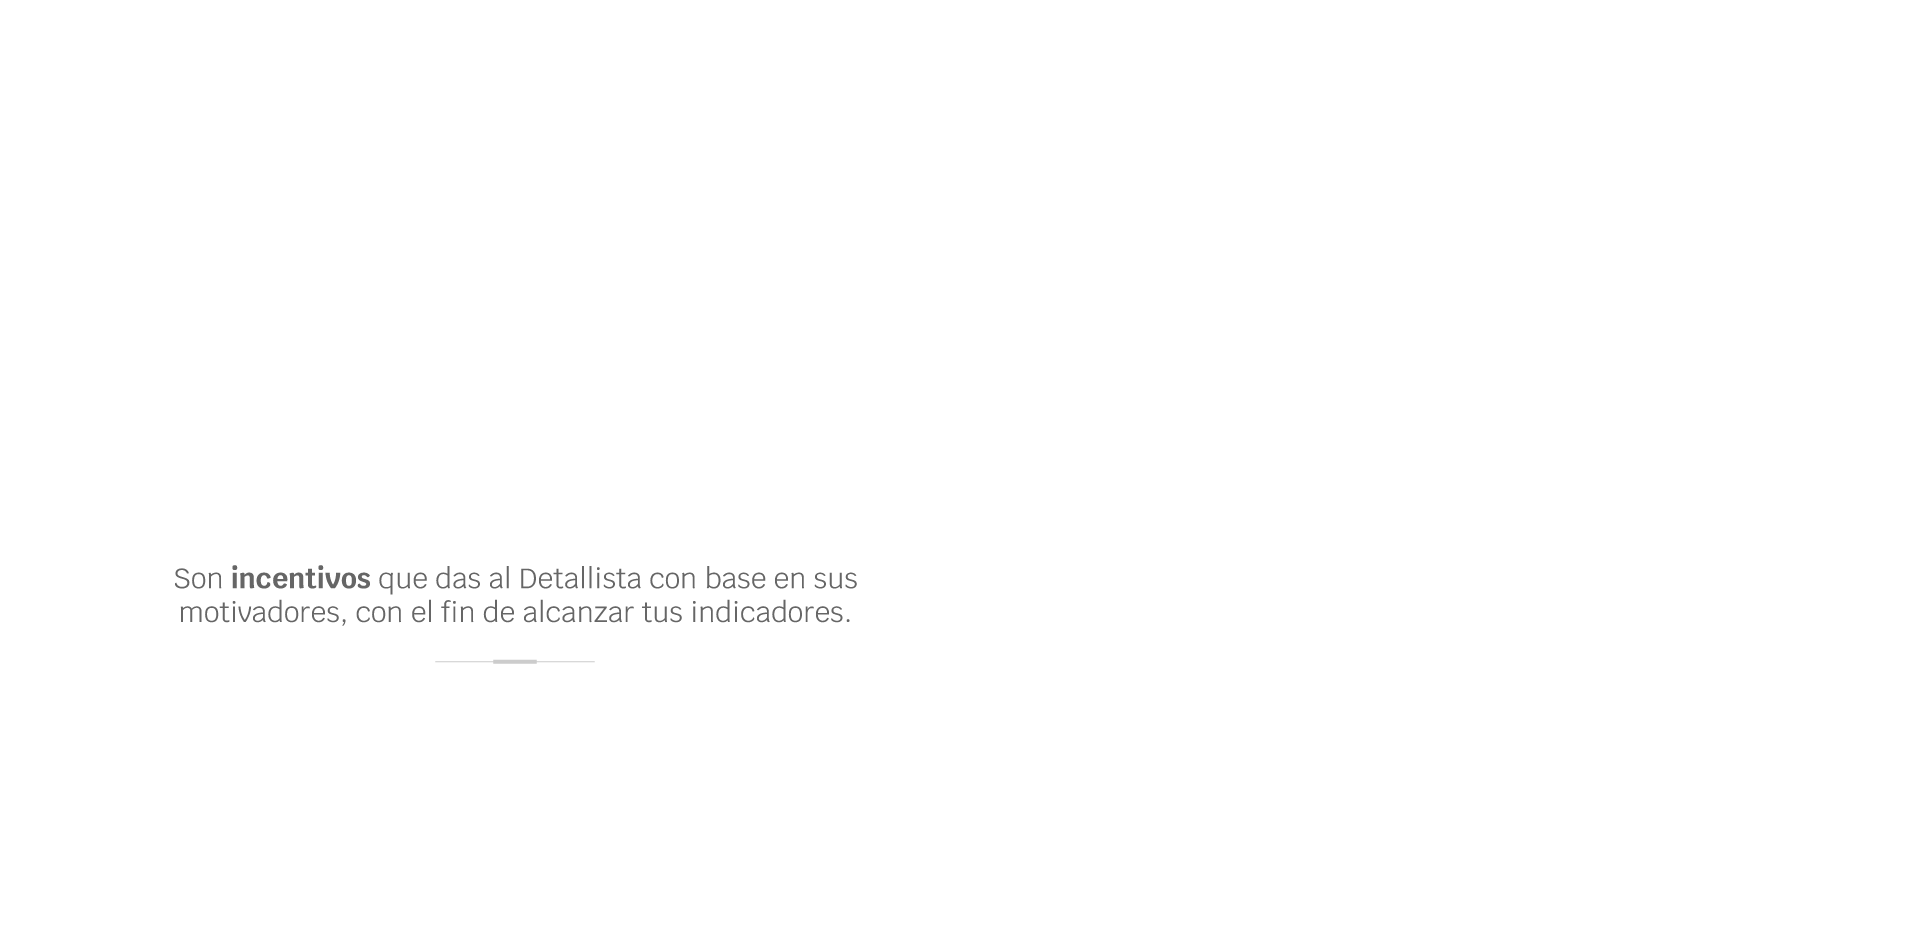 Son incentivos que das al Detallista con base en sus
motivadores, con el fin de alcanzar tus indicadores.